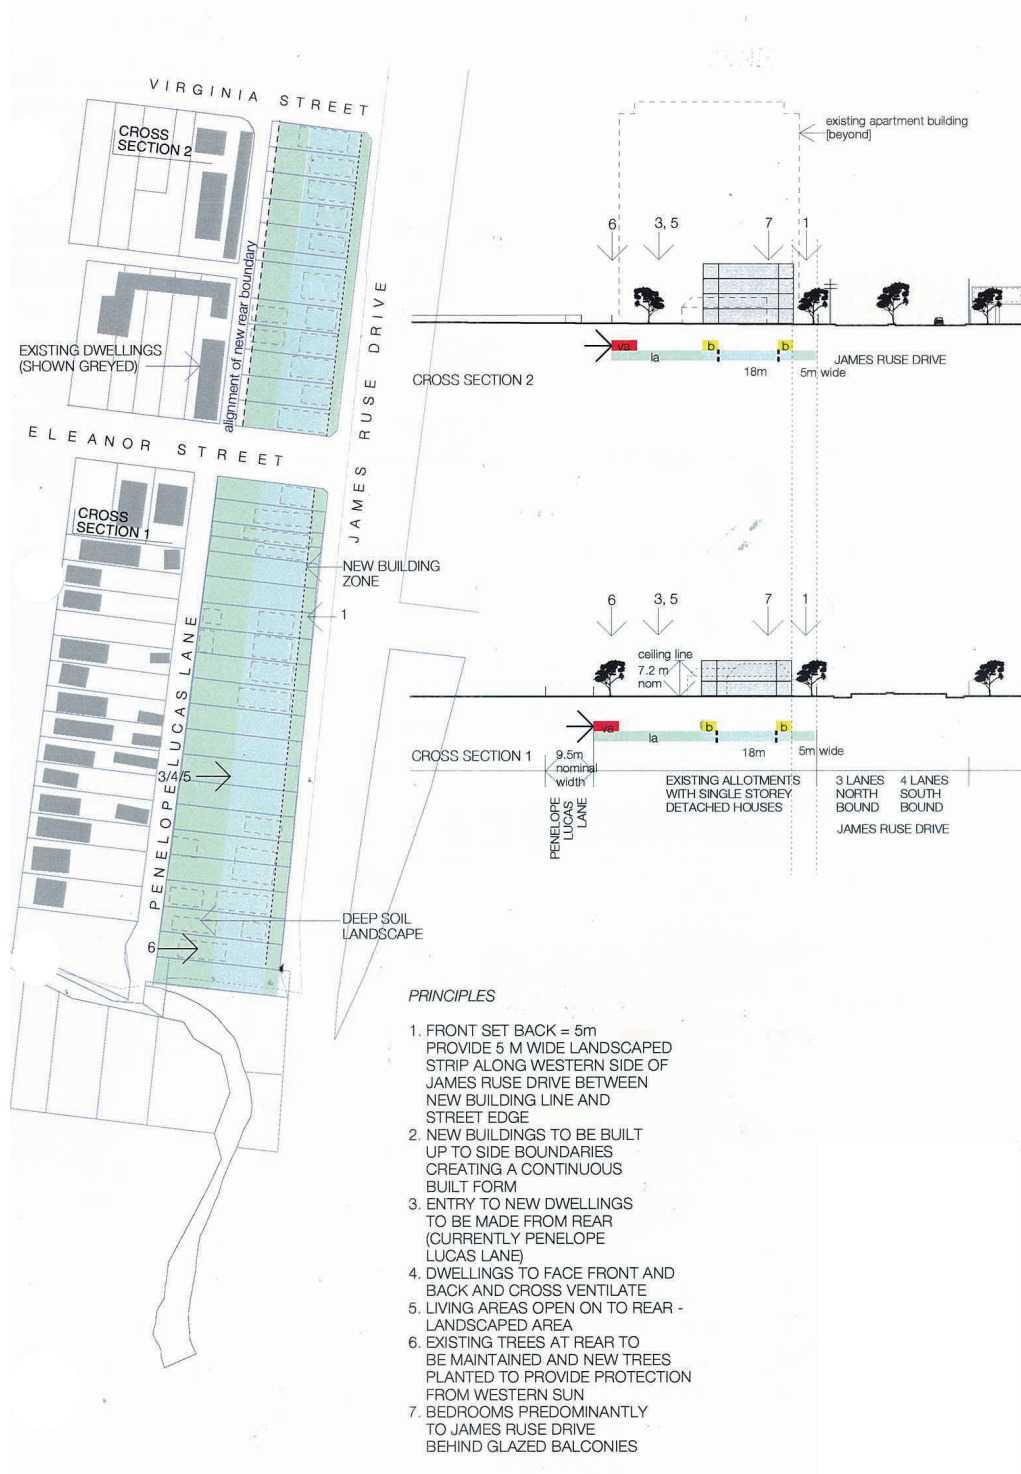 VIRGINIA STREET
CROSS
SECTION 2
alignment of new rear boundary
JAMES RUSE DRIVE
EXISTING DWELLINGS
(SHOWN GREYED)
ELEANOR STREET
CROSS
SECTION 1
NEW BUILDING
ZONE
1
PENELOPE LUCAS LANE
3/4/5
DEEP SOIL
LANDSCAPE
6
existing apartment building
[beyond]
6
3, 5
7
1
va
b
b
la
18m
5m wide
JAMES RUSE DRIVE
CROSS SECTION 2
6
3, 5
7
1
ceiling line
7.2 m
nom
va
b
b
la
18m
5m wide
CROSS SECTION 1
9.5m
nominal
width
PENELOPE
LUCAS
LANE
EXISTING ALLOTMENTS
WITH SINGLE STOREY
DETACHED HOUSES
3 LANES
NORTH
BOUND
4 LANES
SOUTH
BOUND
JAMES RUSE DRIVE
PRINCIPLES
1. FRONT SET BACK = 5m
PROVIDE 5 M WIDE LANDSCAPED
STRIP ALONG WESTERN SIDE OF
JAMES RUSE DRIVE BETWEEN
NEW BUILDING LINE AND
STREET EDGE
2. NEW BUILDINGS TO BE BUILT
UP TO SIDE BOUNDARIES
CREATING A CONTINUOUS
BUILT FORM
3. ENTRY TO NEW DWELLINGS
TO BE MADE FROM REAR
(CURRENTLY PENELOPE
LUCAS LANE)
4. DWELLINGS TO FACE FRONT AND
BACK AND CROSS VENTILATE
5. LIVING AREAS OPEN ON TO REAR -
LANDSCAPED AREA
6. EXISTING TREES AT REAR TO
BE MAINTAINED AND NEW TREES
PLANTED TO PROVIDE PROTECTION
FROM WESTERN SUN
7. BEDROOMS PREDOMINANTLY
TO JAMES RUSE DRIVE
BEHIND GLAZED BALCONIES